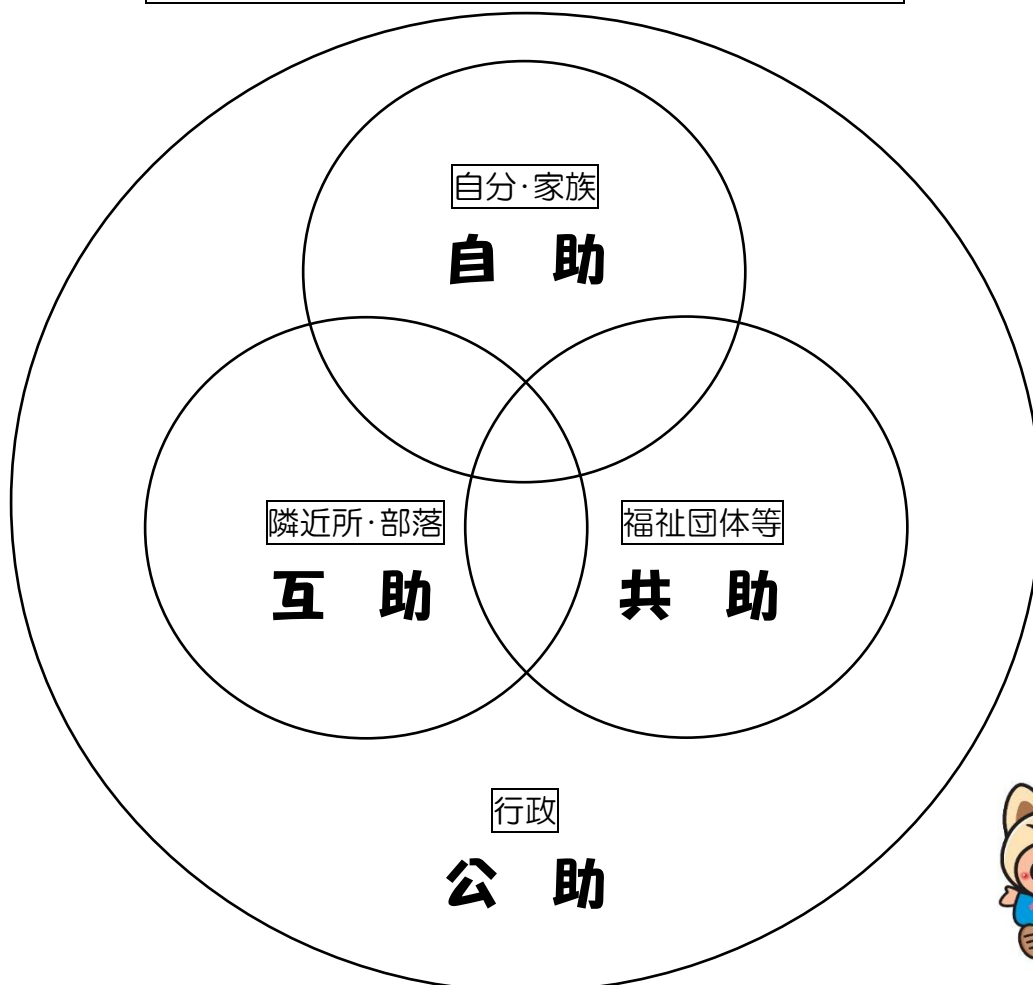 自分・家族
自　助
隣近所・部落
互　助
福祉団体等
共　助
行政
公　助